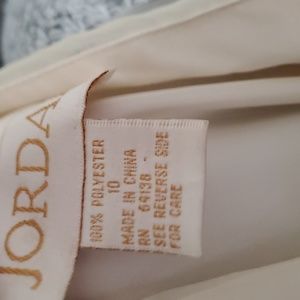 JORDA
100% POLYESTER
10
MADE IN CHINA
RN 64138
SEE REVERSE SIDE
FOR CARE